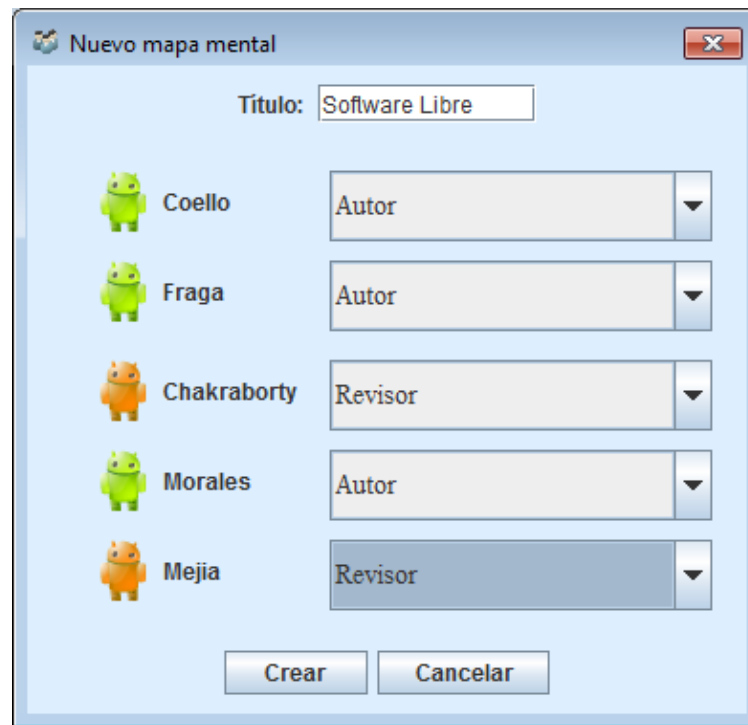 Nuevo mapa mental
Título: Software Libre
Coello Autor
Fraga Autor
Chakraborty Revisor
Morales Autor
Mejia Revisor
Crear Cancelar